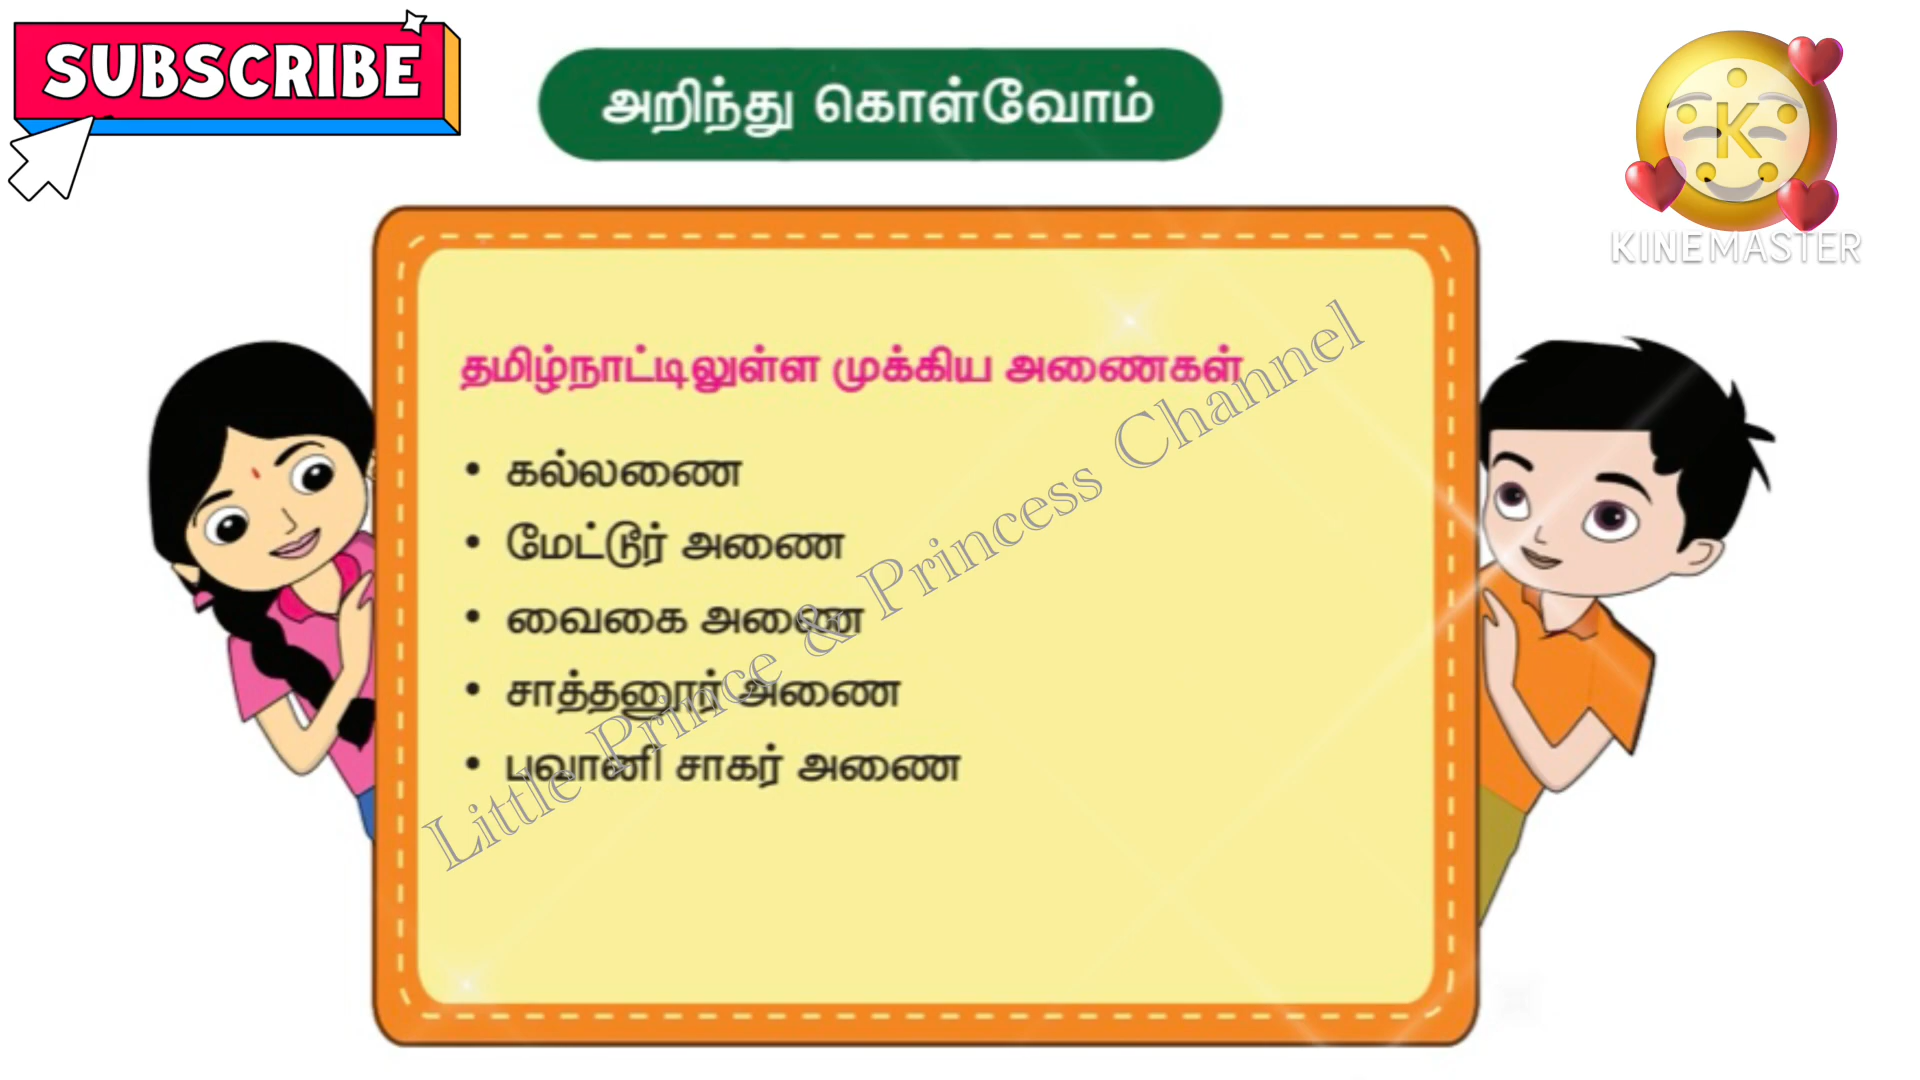 SUBSCRIBE
அறிந்து கொள்வோம்
K
KINEMASTER
தமிழ்நாட்டிலுள்ள முக்கிய அணைகள்
• கல்லணை
• மேட்டூர் அணை
• வைகை அணை
• சாத்தனூர் அணை
• பவானி சாகர் அணை
Little Prince & Princess Channel